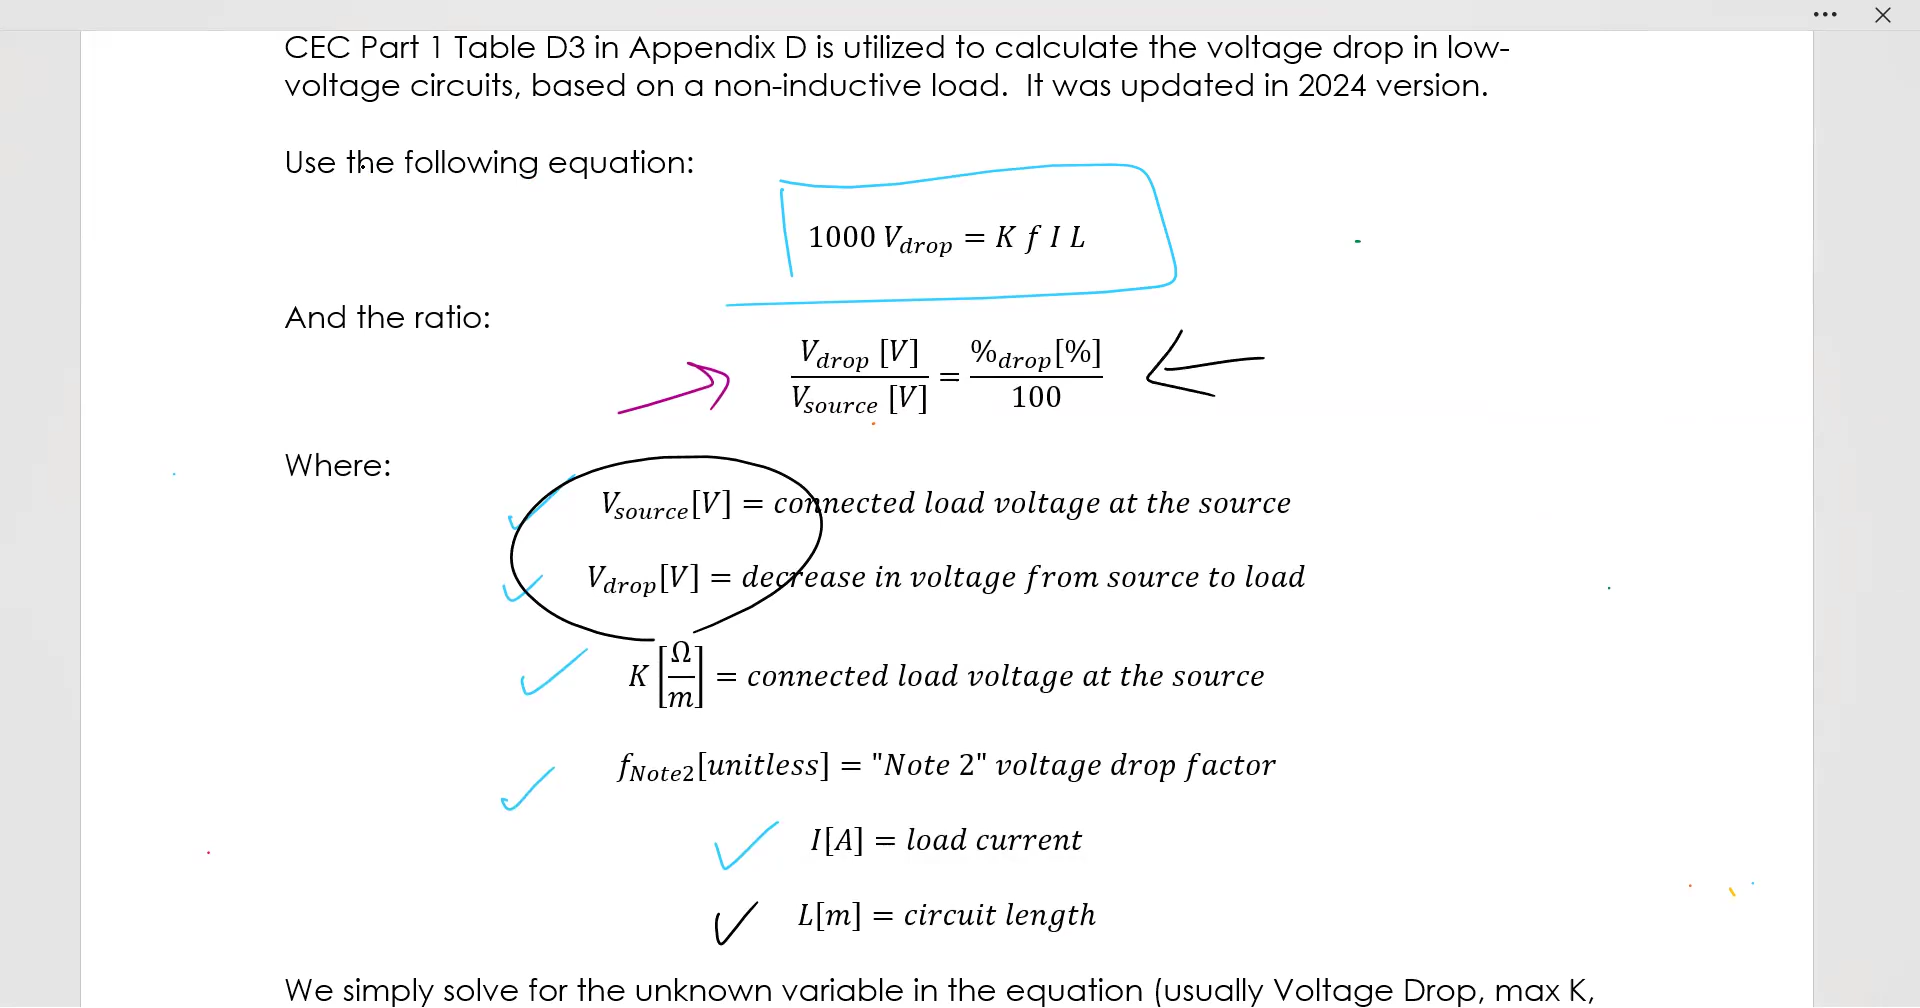 CEC Part 1 Table D3 in Appendix D is utilized to calculate the voltage drop in low-
voltage circuits, based on a non-inductive load.  It was updated in 2024 version.
Use the following equation:
1000 V_drop = K f I L
And the ratio:
V_drop [V] / V_source [V] = %_drop[%] / 100
Where:
V_source[V] = connected load voltage at the source
V_drop[V] = decrease in voltage from source to load
K [Ω/m] = connected load voltage at the source
f_Note2[unitless] = "Note 2" voltage drop factor
I[A] = load current
L[m] = circuit length
We simply solve for the unknown variable in the equation (usually Voltage Drop, max K,